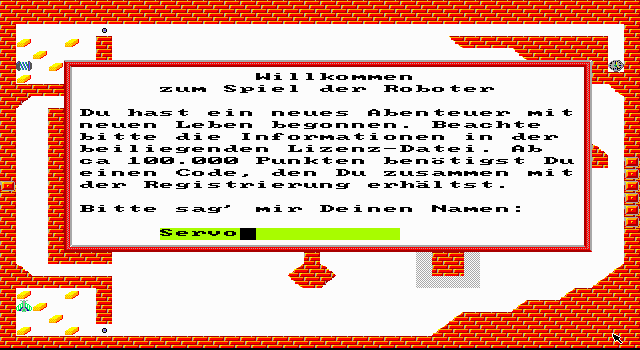 Willkommen
zum Spiel der Roboter
Du hast ein neues Abenteuer mit
neuen Leben begonnen. Beachte
bitte die Informationen in der
beiliegenden Lizenz-Datei. Ab
ca 100.000 Punkten benötigst Du
einen Code, den Du zusammen mit
der Registrierung erhältst.
Bitte sag' mir Deinen Namen:
Servo